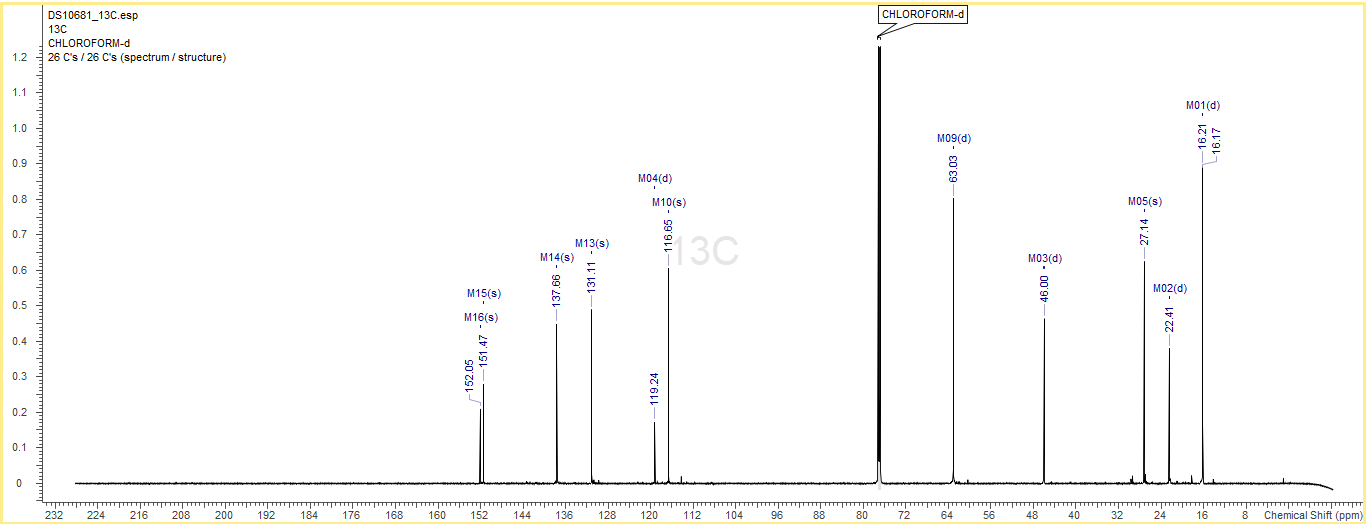 DS10681_13C.esp
13C
CHLOROFORM-d
26 C's / 26 C's (spectrum / structure)
CHLOROFORM-d
M01(d)
16.21
16.17
M09(d)
63.03
M04(d)
119.24
M10(s)
116.65
M05(s)
27.14
M13(s)
131.11
M14(s)
137.66
M03(d)
46.00
M02(d)
22.41
M15(s)
M16(s)
152.05
151.47
13C
1.2
1.1
1.0
0.9
0.8
0.7
0.6
0.5
0.4
0.3
0.2
0.1
0
232 224 216 208 200 192 184 176 168 160 152 144 136 128 120 112 104 96 88 80 72 64 56 48 40 32 24 16 8 Chemical Shift (ppm)